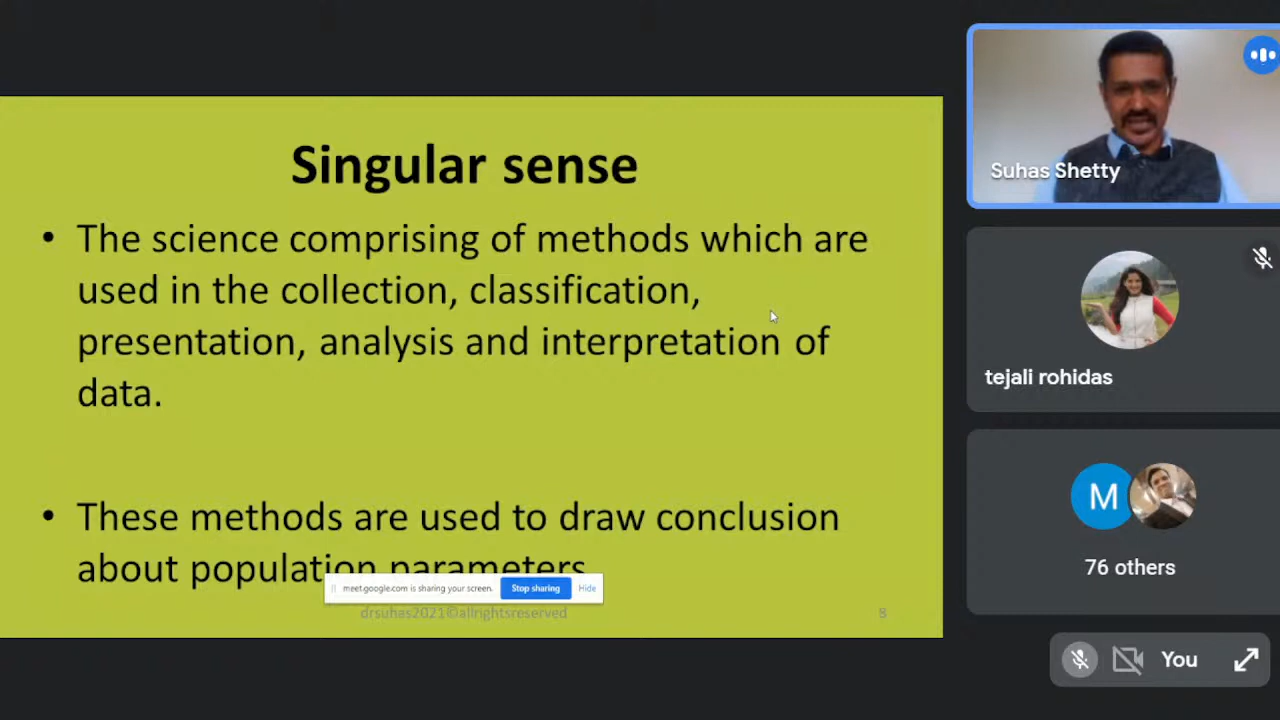 Singular sense
• The science comprising of methods which are
used in the collection, classification,
presentation, analysis and interpretation of
data.
• These methods are used to draw conclusion
about population parameters
meet.google.com is sharing your screen. Stop sharing Hide
drsuhas2021©allrightsreserved 8
Suhas Shetty
tejali rohidas
M
76 others
You